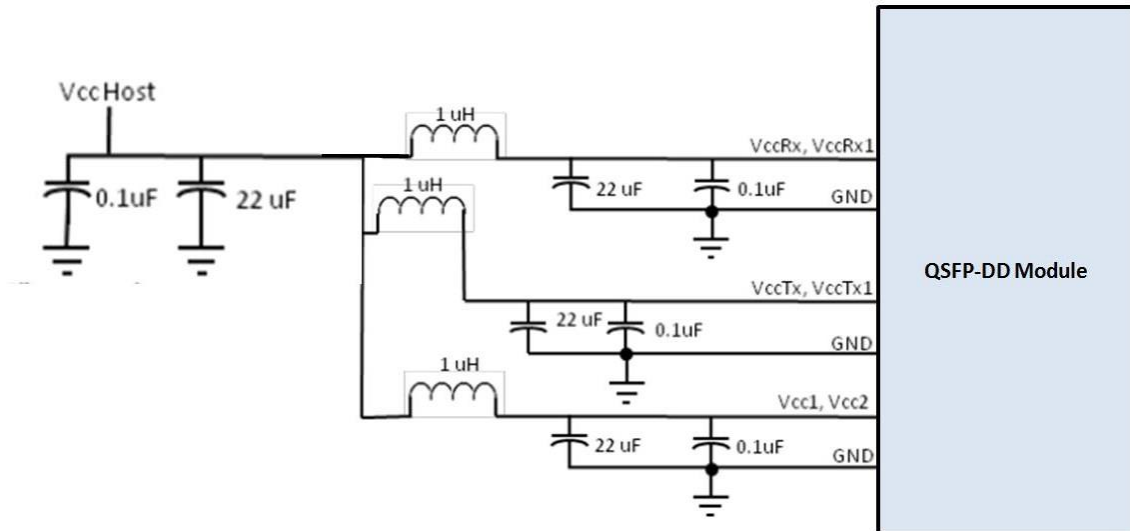 VccHost
0.1uF
22 uF
1 uH
VccRx, VccRx1
22 uF
0.1uF
GND
1 uH
VccTx, VccTx1
22 uF
0.1uF
GND
1 uH
Vcc1, Vcc2
22 uF
0.1uF
GND
QSFP-DD Module